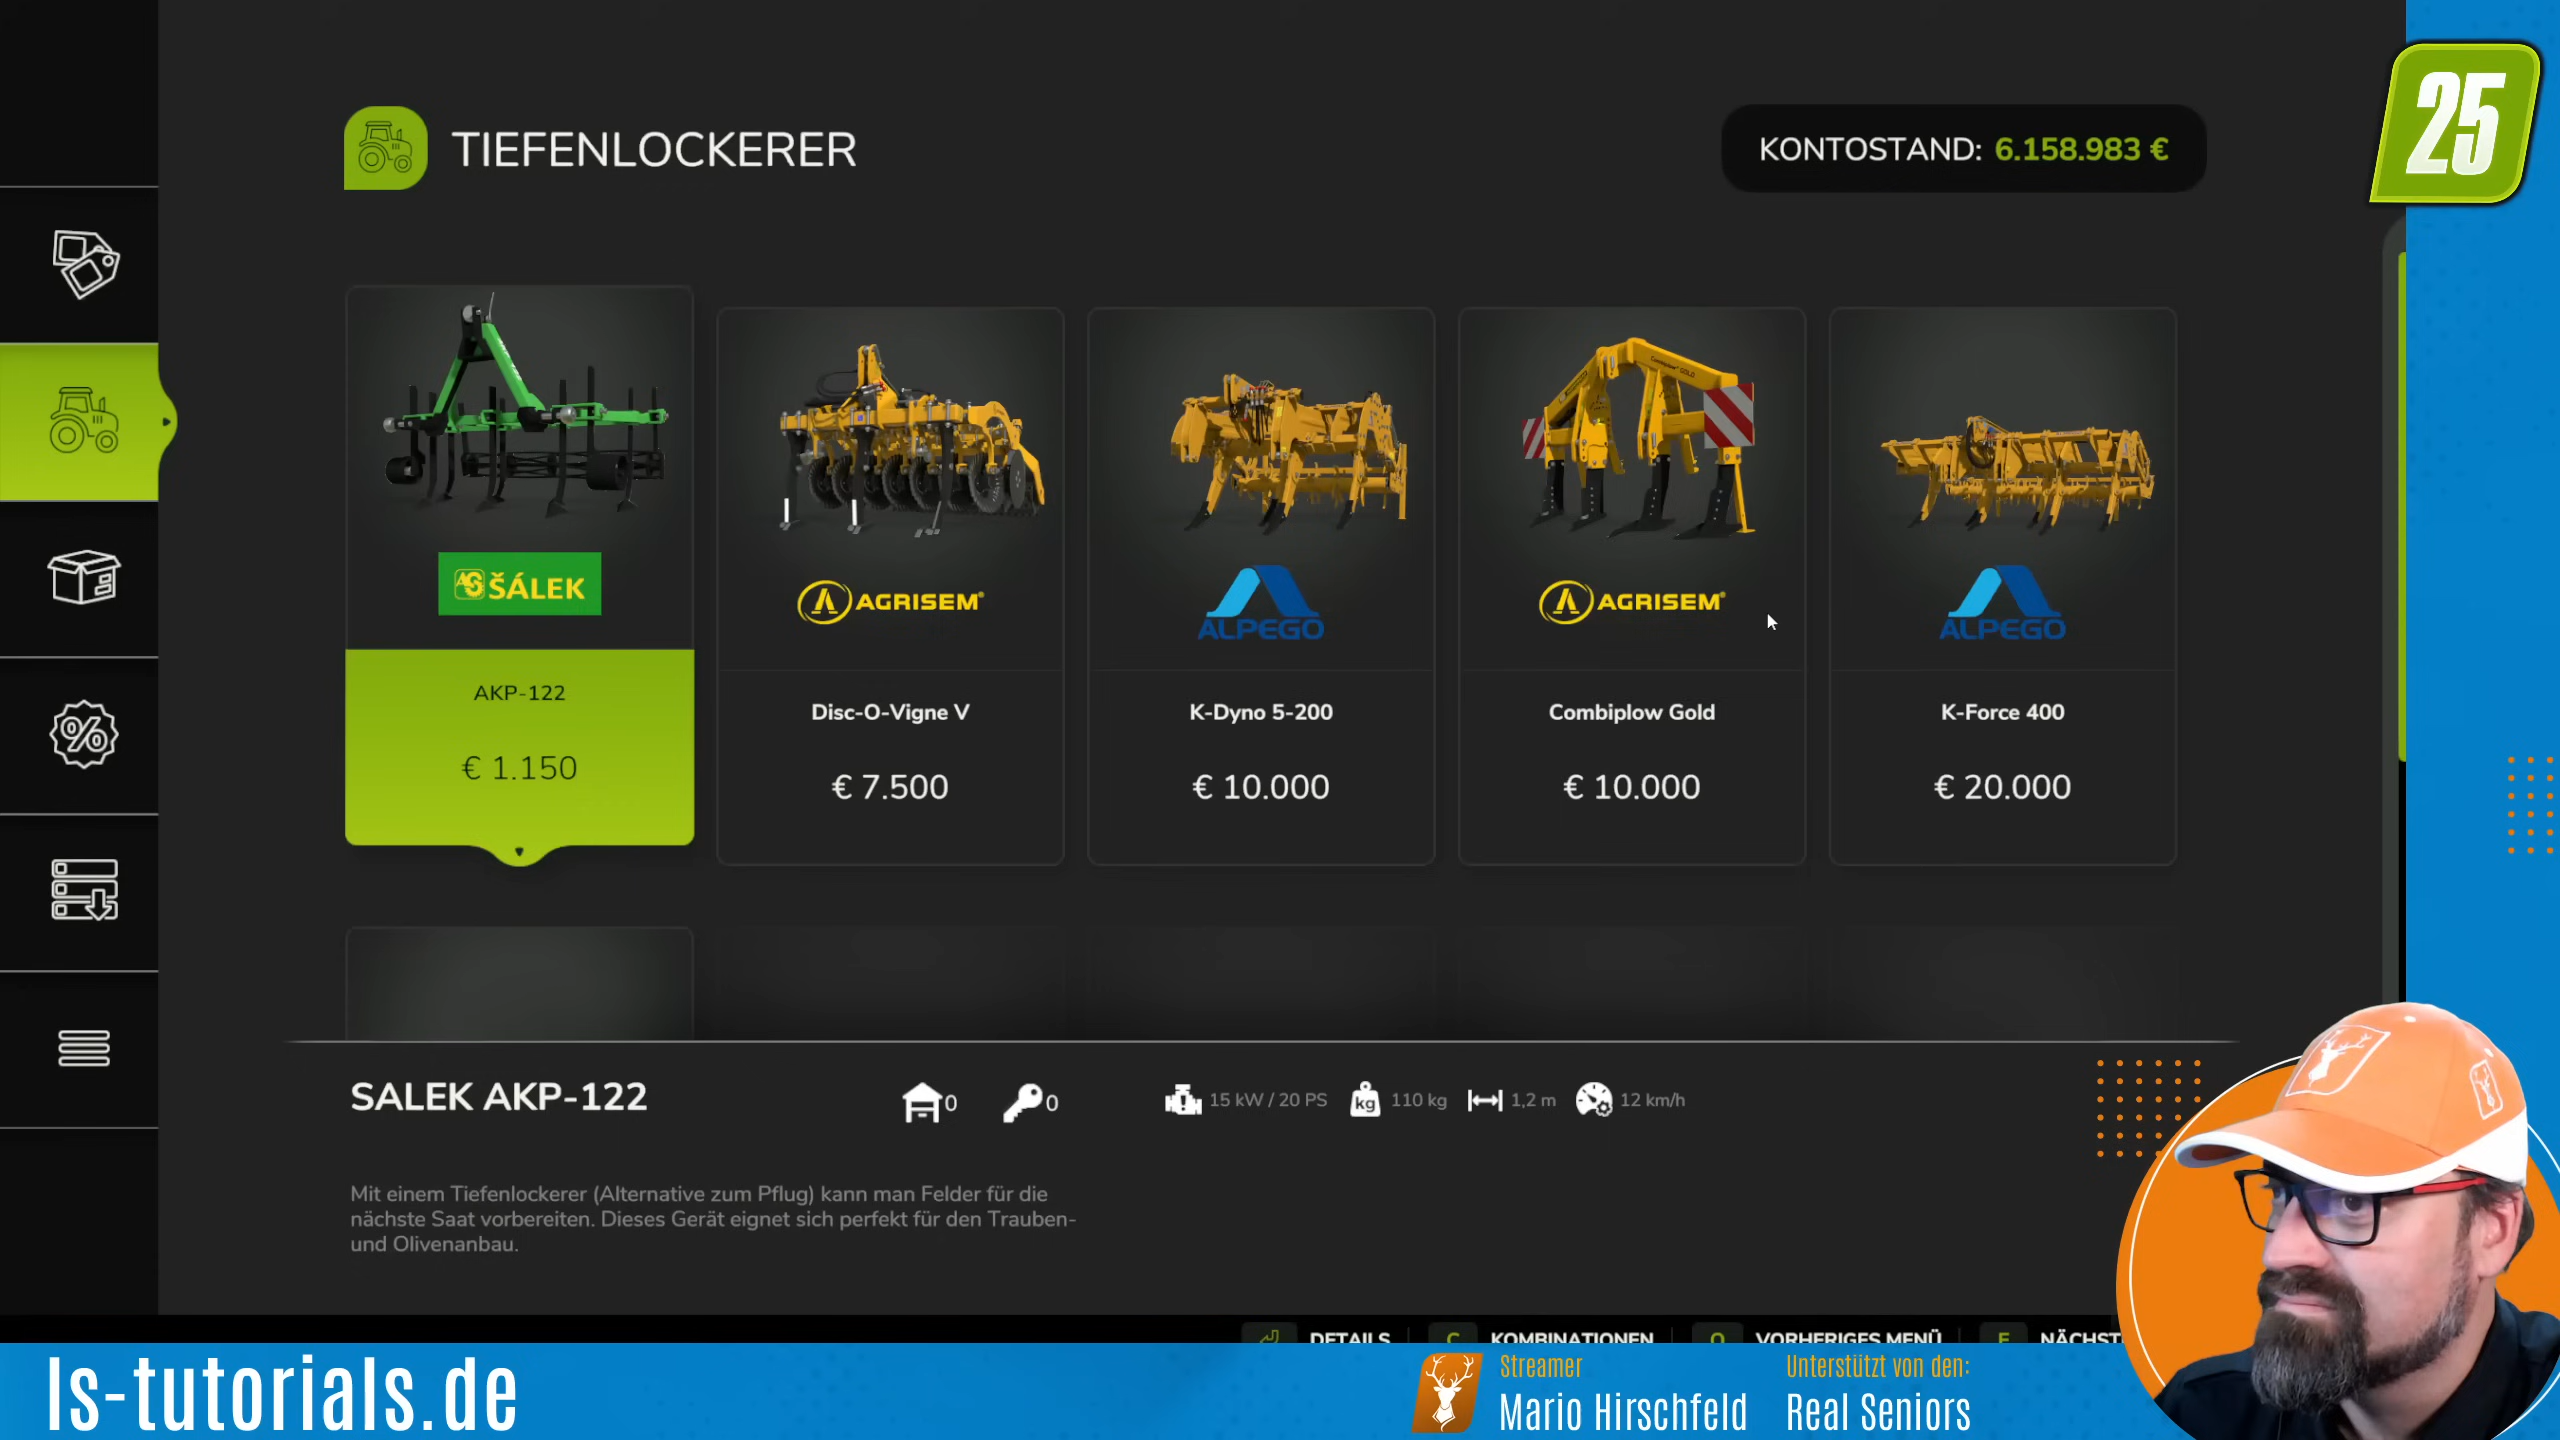 TIEFENLOCKERER
KONTOSTAND: 6.158.983 €
25
ŠÁLEK
AGRISEM
ALPEGO
AGRISEM
ALPEGO
AKP-122
Disc-O-Vigne V
K-Dyno 5-200
Combiplow Gold
K-Force 400
€ 1.150
€ 7.500
€ 10.000
€ 10.000
€ 20.000
SALEK AKP-122
0
0
15 kW / 20 PS
kg 110 kg
1,2 m
12 km/h
Mit einem Tiefenlockerer (Alternative zum Pflug) kann man Felder für die
nächste Saat vorbereiten. Dieses Gerät eignet sich perfekt für den Trauben-
und Olivenanbau.
DETAILS
C KOMBINATIONEN
Q VORHERIGES MENÜ
E NÄCHST
ls-tutorials.de
Streamer
Mario Hirschfeld
Unterstützt von den:
Real Seniors